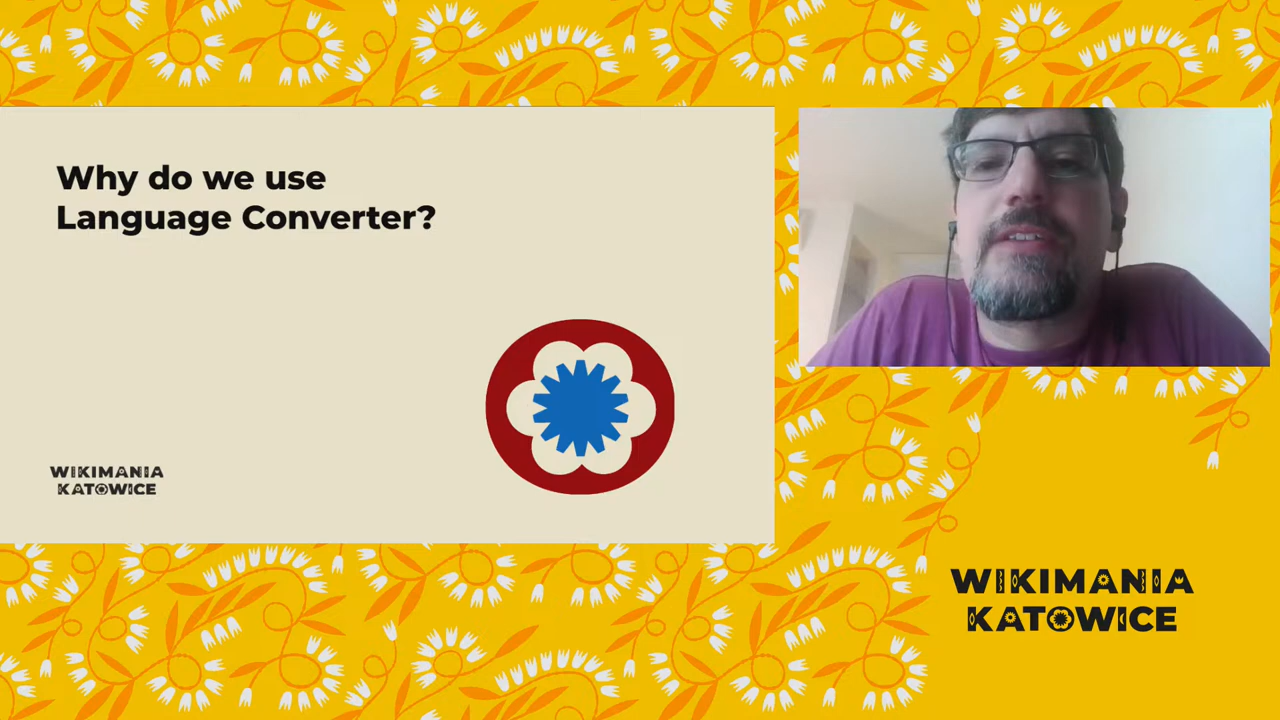 Why do we use
Language Converter?
WIKIMANIA
KATOWICE
WIKIMANIA
KATOWICE